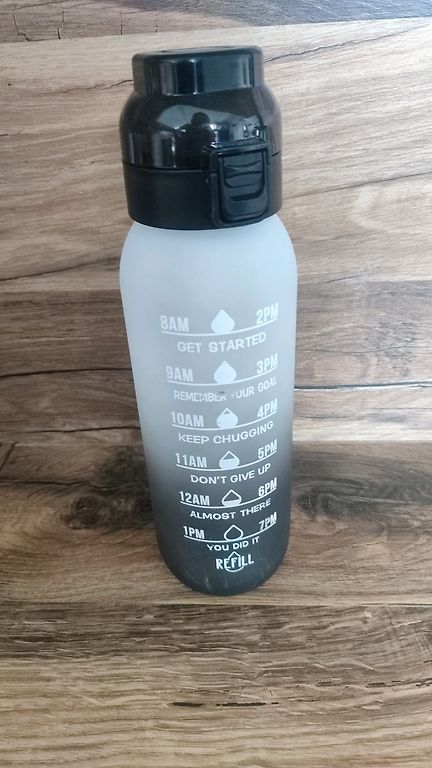 8AM 2PM
GET STARTED
9AM 3PM
REMEMBER YOUR GOAL
10AM 4PM
KEEP CHUGGING
11AM 5PM
DON'T GIVE UP
12AM 6PM
ALMOST THERE
1PM 7PM
YOU DID IT
REFILL